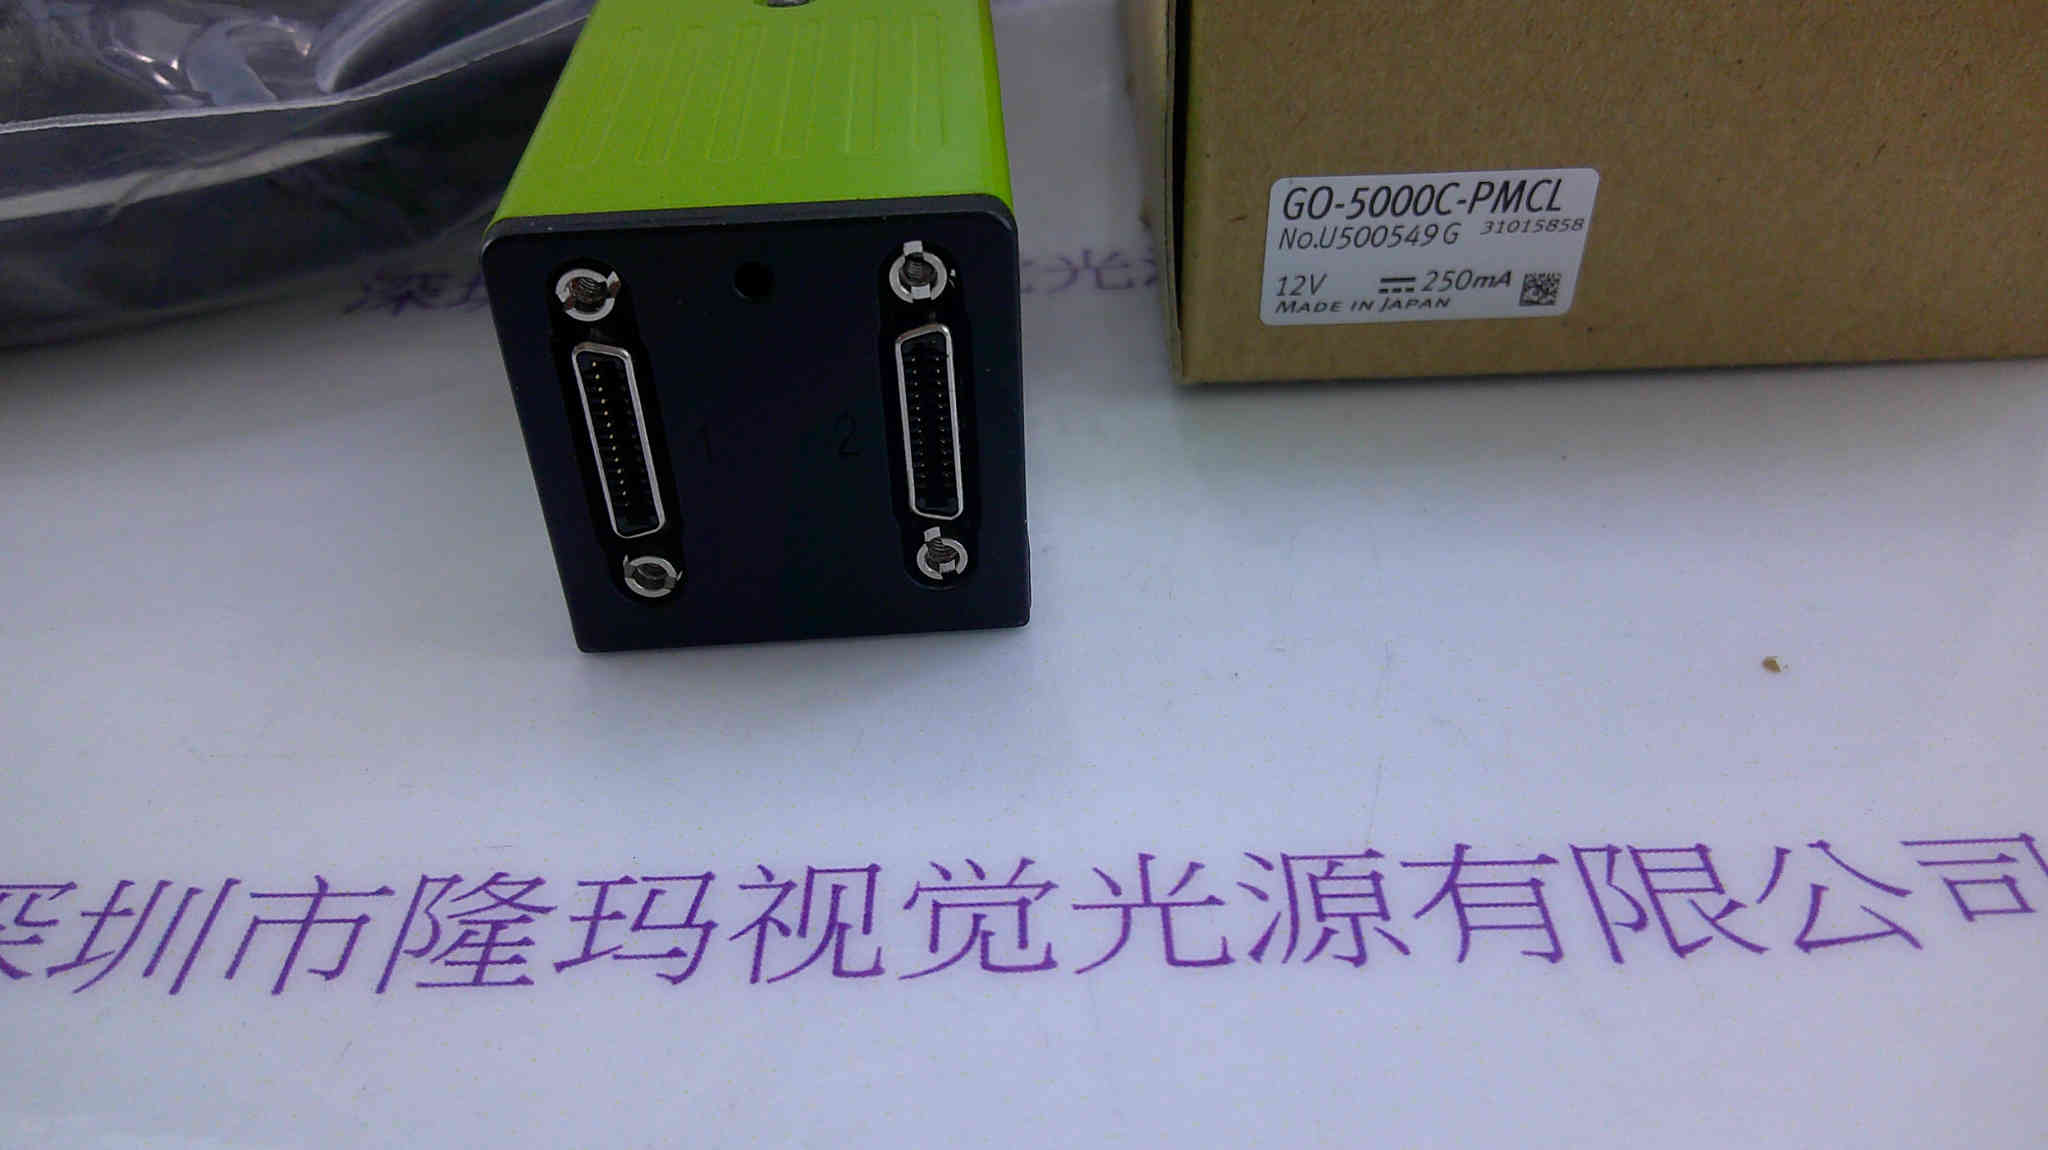 GO-5000C-PMCL
No.U500549G 31015858
12V ⎓ 250mA
MADE IN JAPAN
1 2
深圳市隆玛视觉光源有限公司